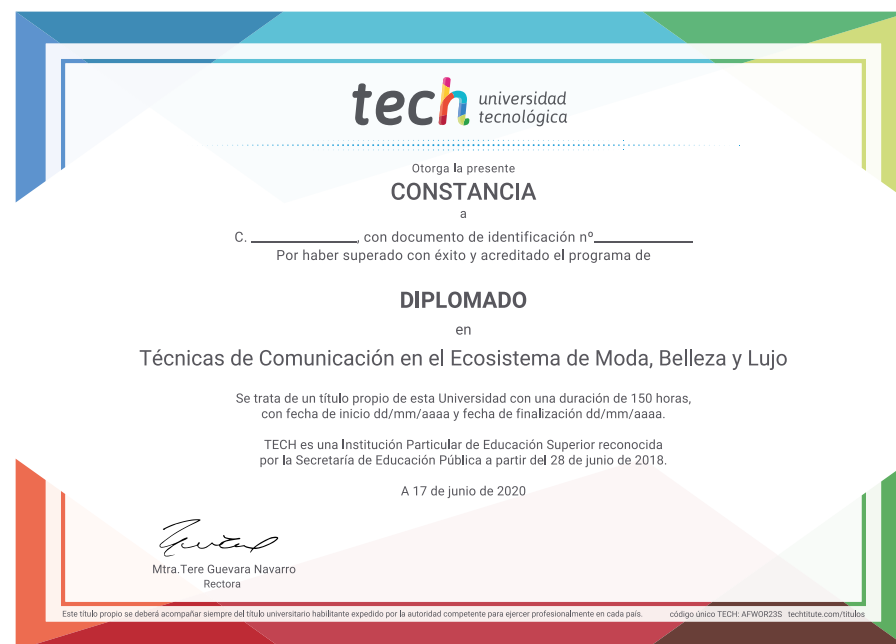 tech universidad
tecnológica
Otorga la presente
CONSTANCIA
a
C. ____________, con documento de identificación nº____________
Por haber superado con éxito y acreditado el programa de
DIPLOMADO
en
Técnicas de Comunicación en el Ecosistema de Moda, Belleza y Lujo
Se trata de un título propio de esta Universidad con una duración de 150 horas,
con fecha de inicio dd/mm/aaaa y fecha de finalización dd/mm/aaaa.
TECH es una Institución Particular de Educación Superior reconocida
por la Secretaría de Educación Pública a partir del 28 de junio de 2018.
A 17 de junio de 2020
Mtra.Tere Guevara Navarro
Rectora
Este título propio se deberá acompañar siempre del título universitario habilitante expedido por la autoridad competente para ejercer profesionalmente en cada país. código único TECH: AFWOR23S techtitute.com/titulos